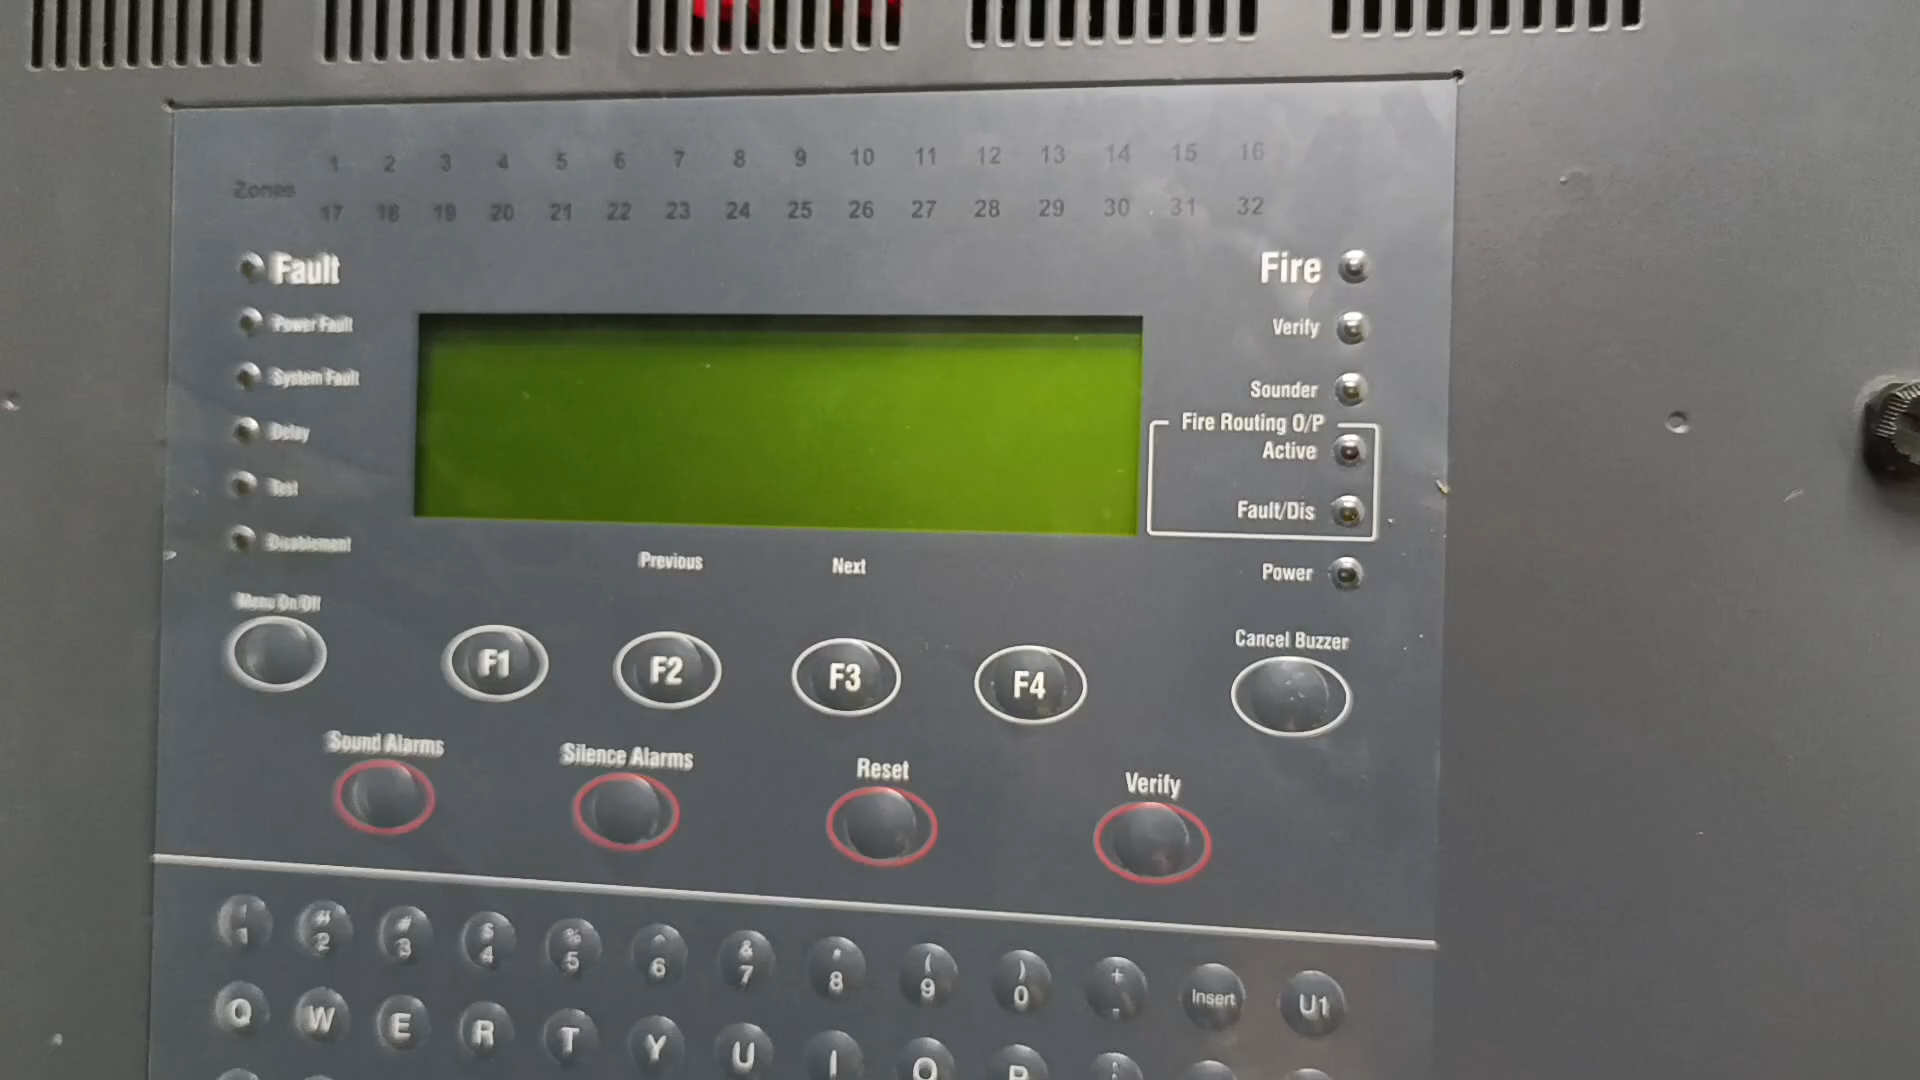 Zones
1 2 3 4 5 6 7 8 9 10 11 12 13 14 15 16
17 18 19 20 21 22 23 24 25 26 27 28 29 30 31 32
Fault
Power Fault
System Fault
Delay
Test
Disablement
Fire
Verify
Sounder
Fire Routing O/P
Active
Fault/Dis
Power
Previous Next
Menu On/Off
F1 F2 F3 F4
Cancel Buzzer
Sound Alarms
Silence Alarms
Reset
Verify
! " # $ % ^ & * ( ) +
1 2 3 4 5 6 7 8 9 0 - Insert U1
Q W E R T Y U I O P